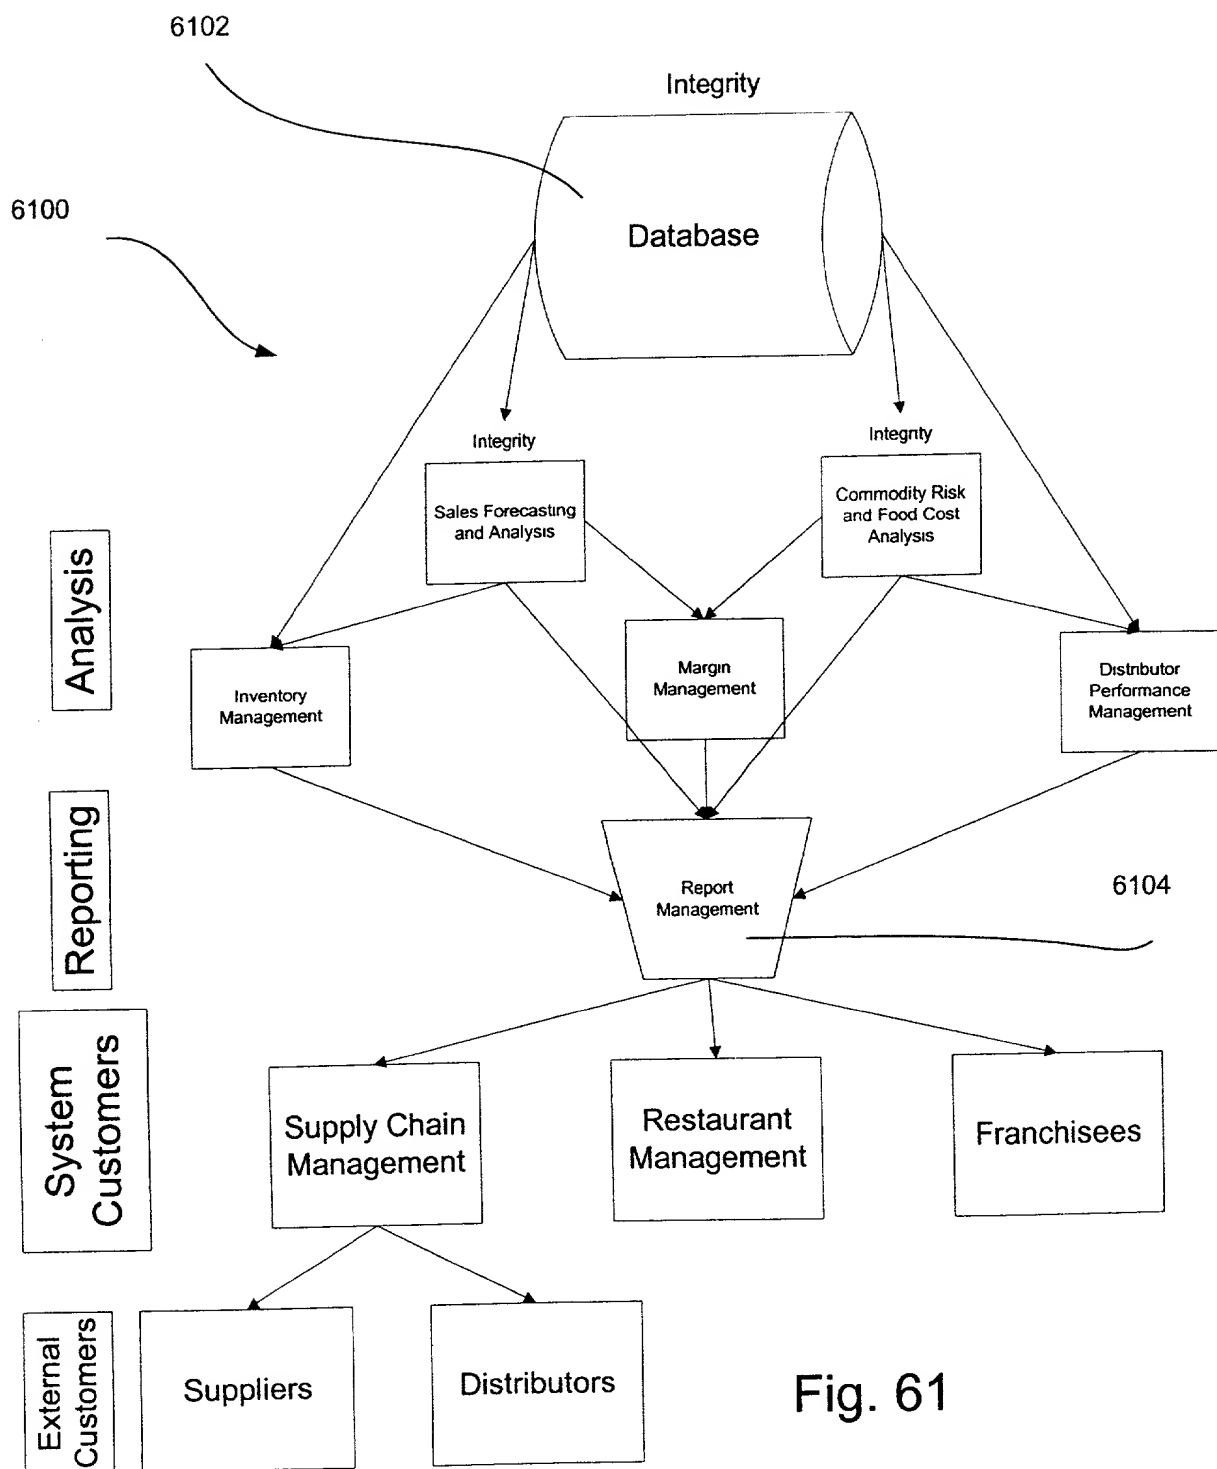 6102
Integrity
6100
Database
Integrity
Integrity
Sales Forecasting
and Analysis
Commodity Risk
and Food Cost
Analysis
Analysis
Inventory
Management
Margin
Management
Distributor
Performance
Management
Reporting
Report
Management
6104
System
Customers
Supply Chain
Management
Restaurant
Management
Franchisees
External
Customers
Suppliers
Distributors
Fig. 61